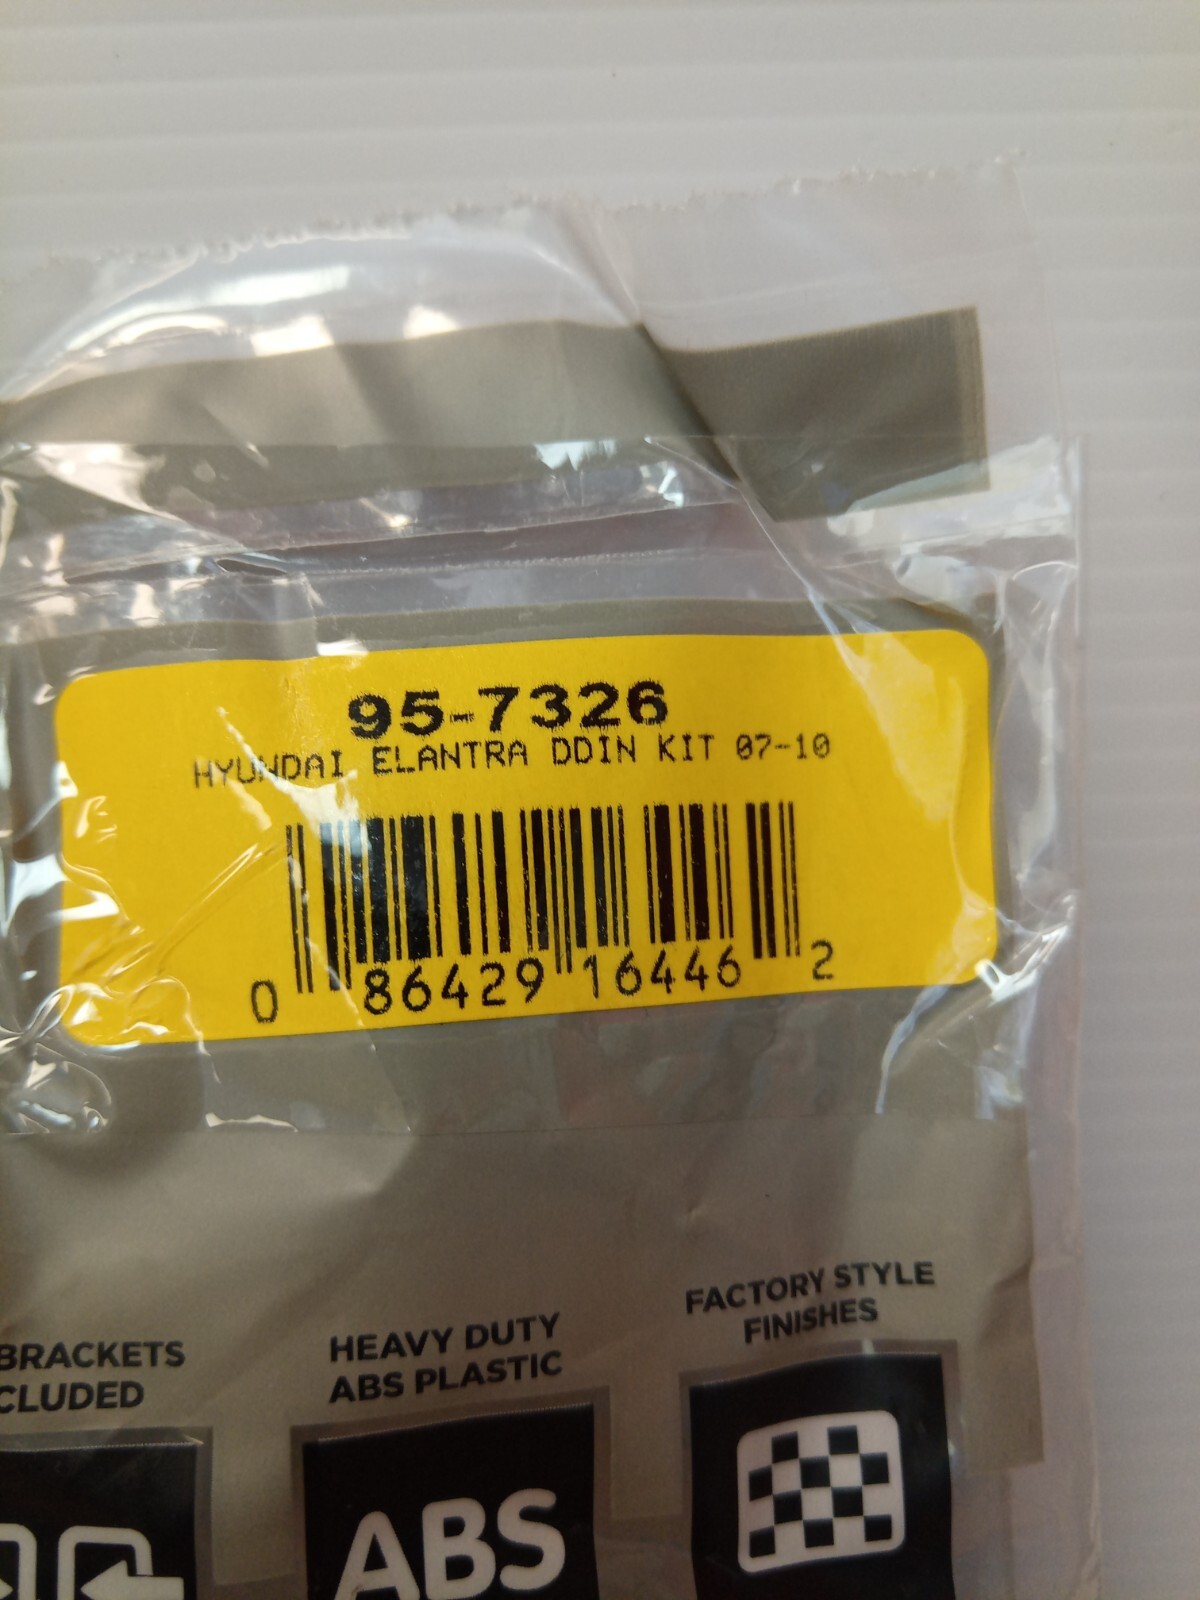 95-7326
HYUNDAI ELANTRA DDIN KIT 07-10
0 86429 16446 2
FACTORY STYLE
FINISHES
HEAVY DUTY
ABS PLASTIC
BRACKETS
CLUDED
ABS